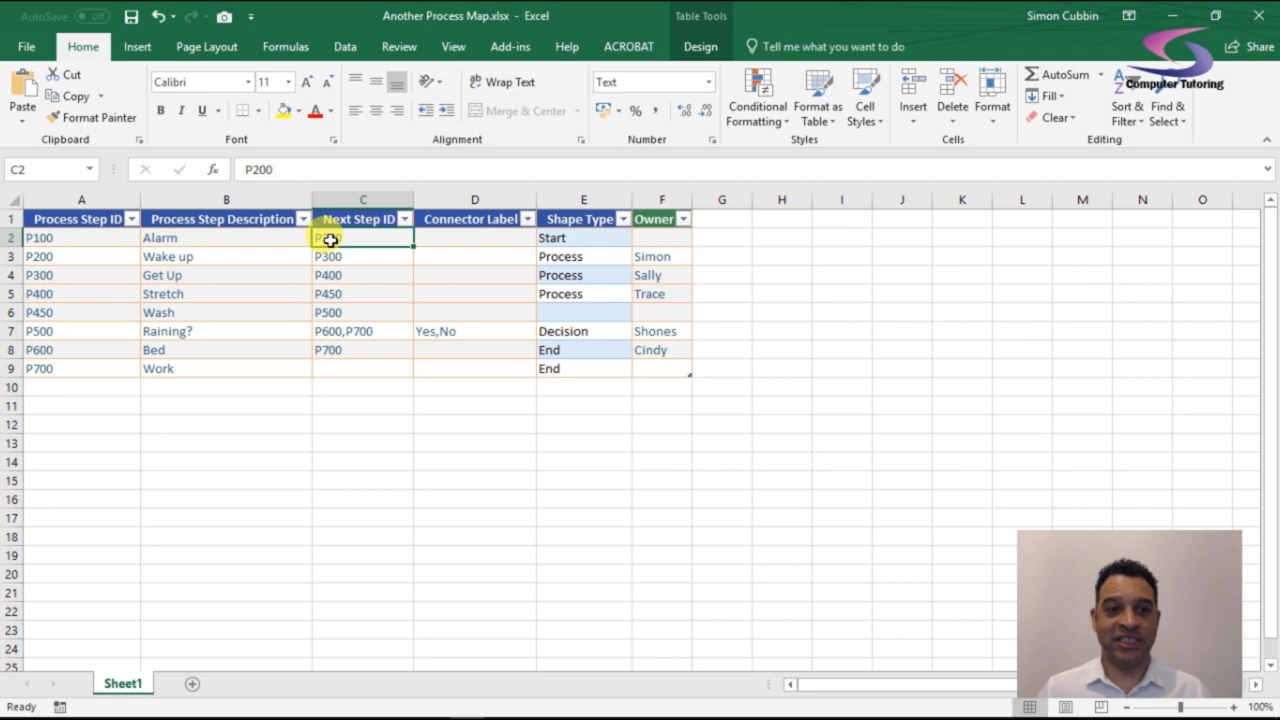 AutoSave Off Another Process Map.xlsx - Excel Table Tools Simon Cubbin
File Home Insert Page Layout Formulas Data Review View Add-ins Help ACROBAT Design Tell me what you want to do Share
Computer Tutoring
Paste Cut Copy Format Painter Clipboard
Calibri 11 B I U A Font
Wrap Text Merge & Center Alignment
Text % , Number
Conditional Formatting Format as Table Cell Styles Styles
Insert Delete Format Cells
AutoSum Fill Clear Sort & Filter Find & Select Editing
C2 fx P200
A B C D E F G H I J K L M N O
1 Process Step ID Process Step Description Next Step ID Connector Label Shape Type Owner
2 P100 Alarm Start
3 P200 Wake up P300 Process Simon
4 P300 Get Up P400 Process Sally
5 P400 Stretch P450 Process Trace
6 P450 Wash P500
7 P500 Raining? P600,P700 Yes,No Decision Shones
8 P600 Bed P700 End Cindy
9 P700 Work End
10
11
12
13
14
15
16
17
18
19
20
21
22
23
24
25
Sheet1
Ready 100%